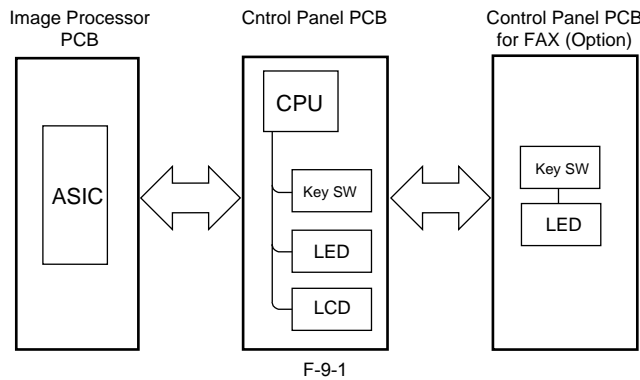 Image Processor
PCB
Cntrol Panel PCB
Control Panel PCB
for FAX (Option)
ASIC
CPU
Key SW
LED
LCD
Key SW
LED
F-9-1